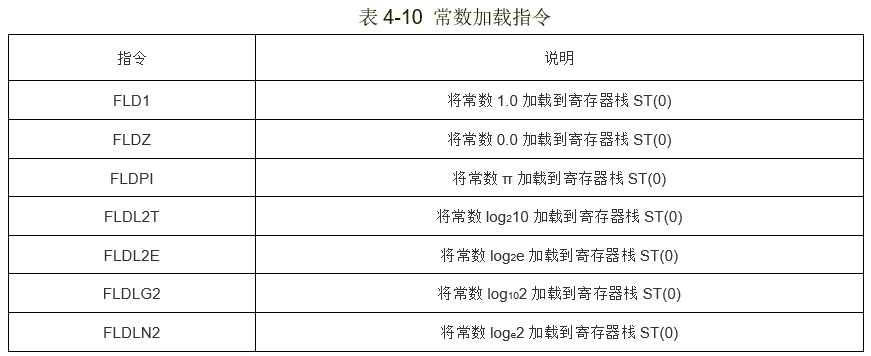 表 4-10 常数加载指令
指令 说明
FLD1 将常数 1.0 加载到寄存器栈 ST(0)
FLDZ 将常数 0.0 加载到寄存器栈 ST(0)
FLDPI 将常数 π 加载到寄存器栈 ST(0)
FLDL2T 将常数 log₂10 加载到寄存器栈 ST(0)
FLDL2E 将常数 log₂e 加载到寄存器栈 ST(0)
FLDLG2 将常数 log₁₀2 加载到寄存器栈 ST(0)
FLDLN2 将常数 logₑ2 加载到寄存器栈 ST(0)